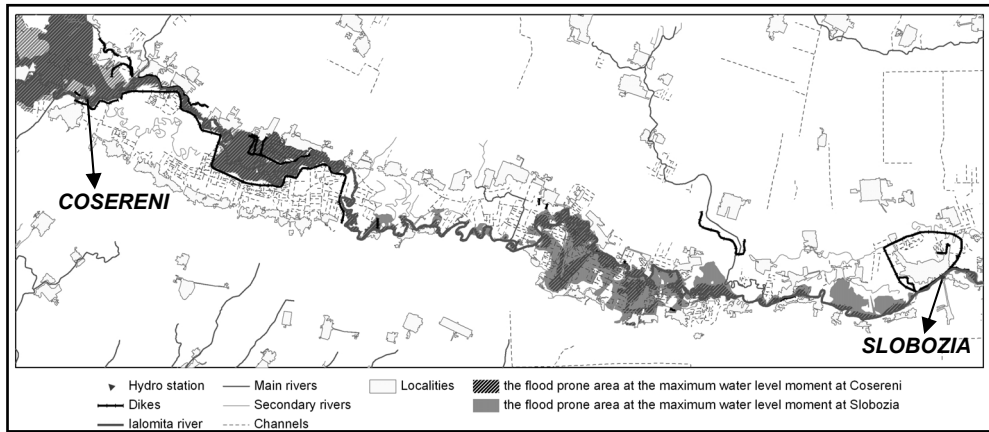 COSERENI
SLOBOZIA
Hydro station
Main rivers
Localities
the flood prone area at the maximum water level moment at Cosereni
Dikes
Secondary rivers
the flood prone area at the maximum water level moment at Slobozia
Ialomita river
Channels